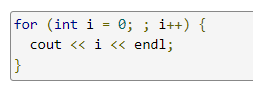 for (int i = 0; ; i++) {
  cout << i << endl;
}